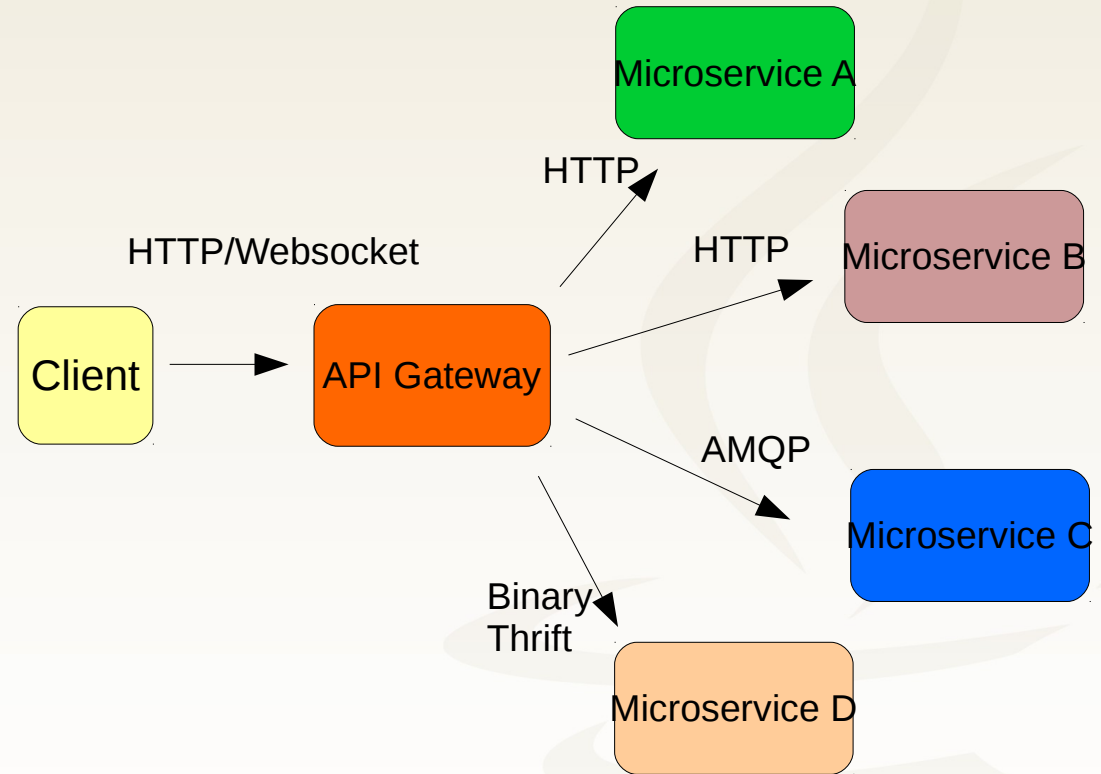 Microservice A
HTTP
HTTP/Websocket
HTTP
Microservice B
Client
API Gateway
AMQP
Microservice C
Binary
Thrift
Microservice D